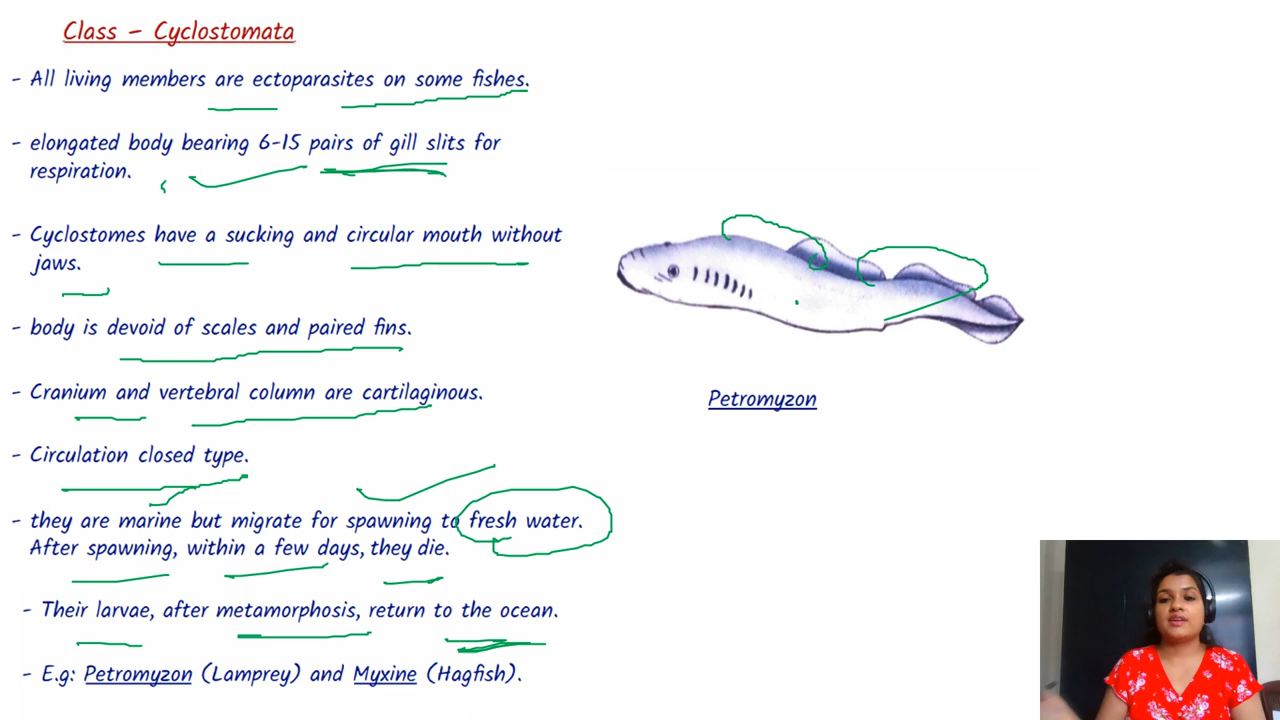 Class – Cyclostomata
- All living members are ectoparasites on some fishes.
- elongated body bearing 6-15 pairs of gill slits for
respiration.
- Cyclostomes have a sucking and circular mouth without
jaws.
- body is devoid of scales and paired fins.
- Cranium and vertebral column are cartilaginous.
- Circulation closed type.
- they are marine but migrate for spawning to fresh water.
After spawning, within a few days, they die.
- Their larvae, after metamorphosis, return to the ocean.
- E.g: Petromyzon (Lamprey) and Myxine (Hagfish).
Petromyzon